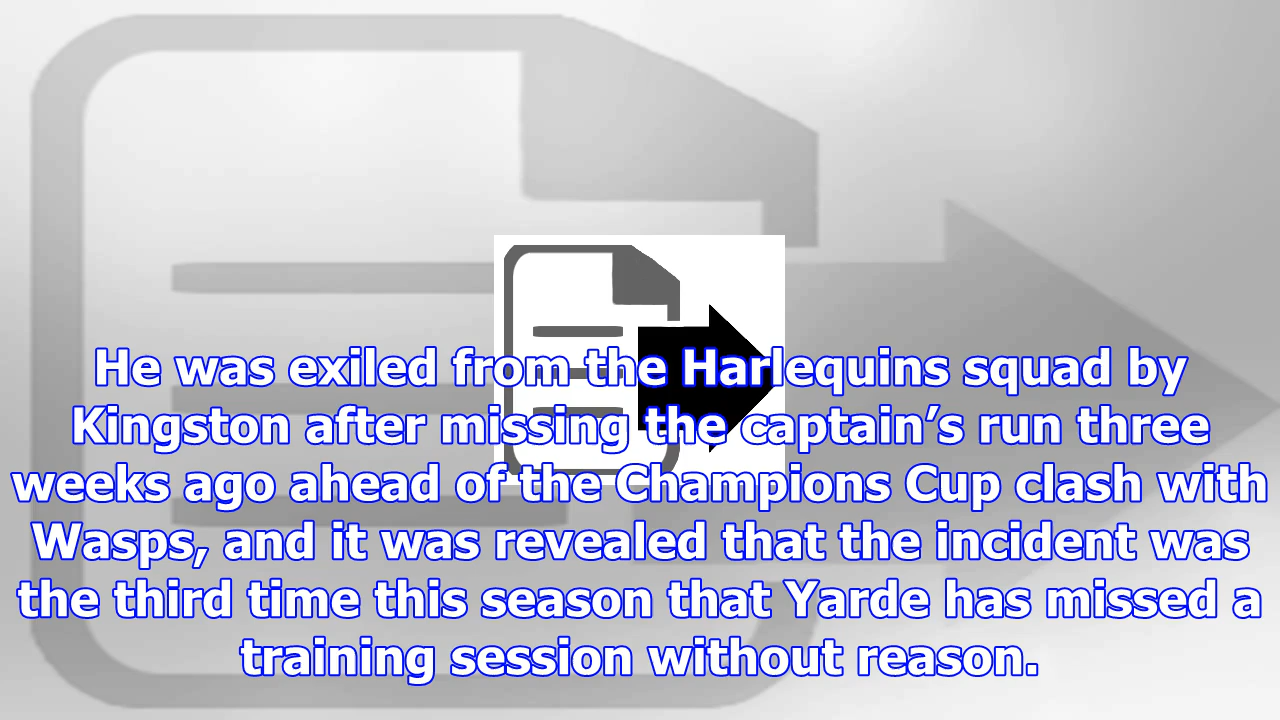 He was exiled from the Harlequins squad by
Kingston after missing the captain’s run three
weeks ago ahead of the Champions Cup clash with
Wasps, and it was revealed that the incident was
the third time this season that Yarde has missed a
training session without reason.